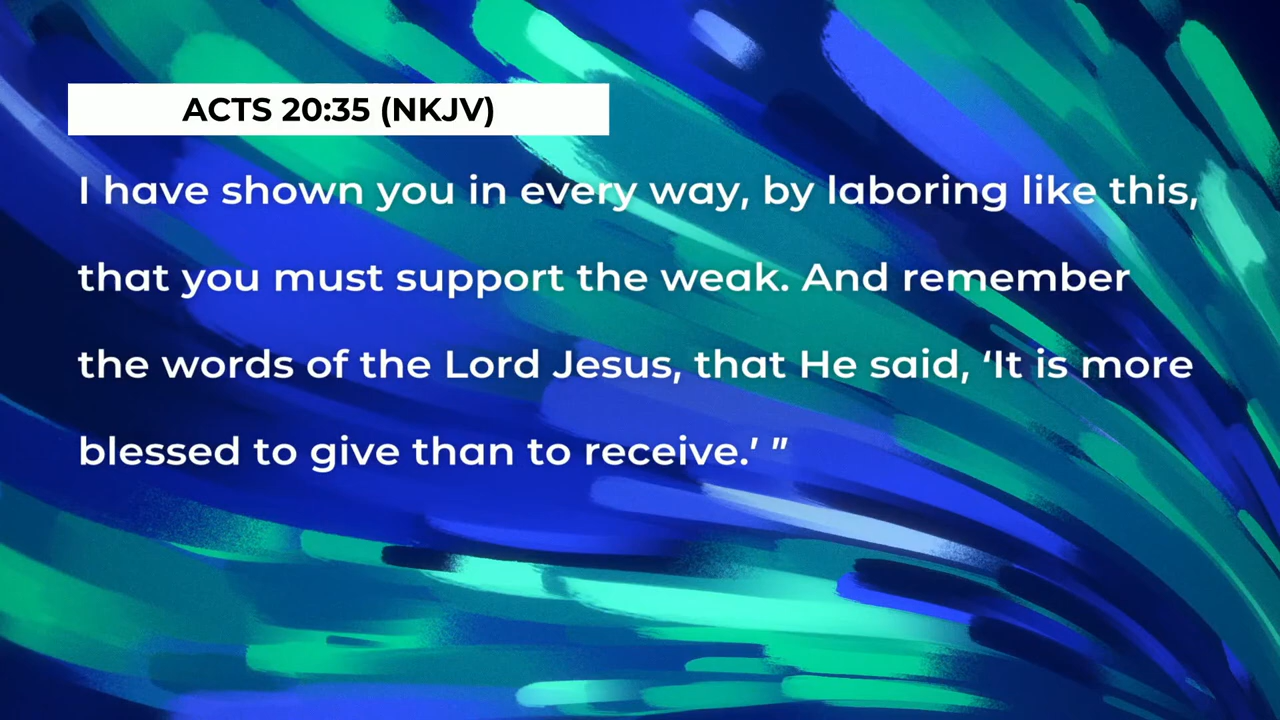 ACTS 20:35 (NKJV)
I have shown you in every way, by laboring like this,
that you must support the weak. And remember
the words of the Lord Jesus, that He said, ‘It is more
blessed to give than to receive.’ ”